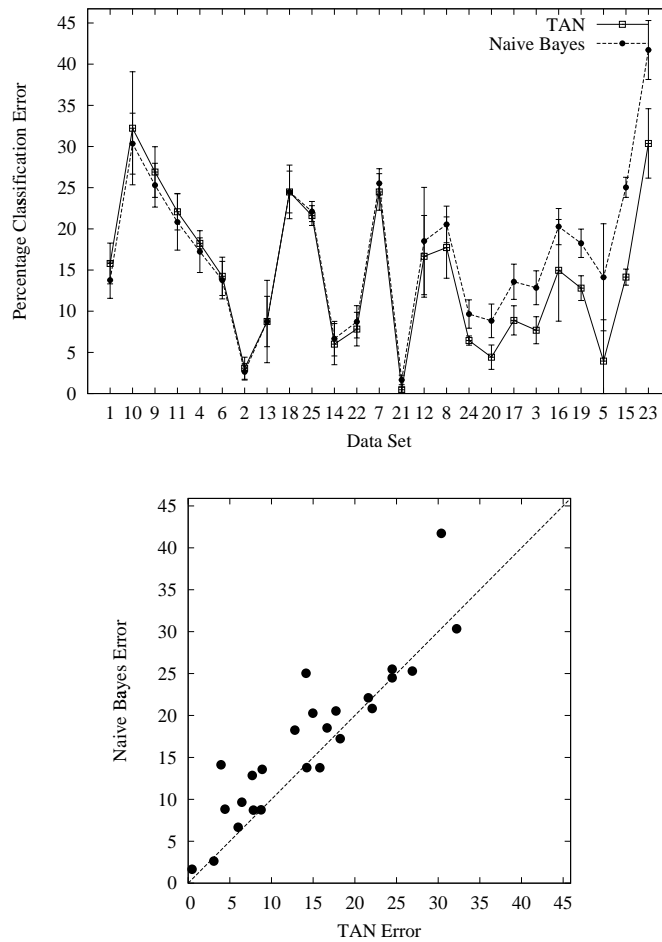 45
40
35
30
25
20
15
10
5
0
Percentage Classification Error
TAN
Naive Bayes
1 10 9 11 4 6 2 13 18 25 14 22 7 21 12 8 24 20 17 3 16 19 5 15 23
Data Set
45
40
35
30
25
20
15
10
5
0
Naive Bayes Error
0 5 10 15 20 25 30 35 40 45
TAN Error